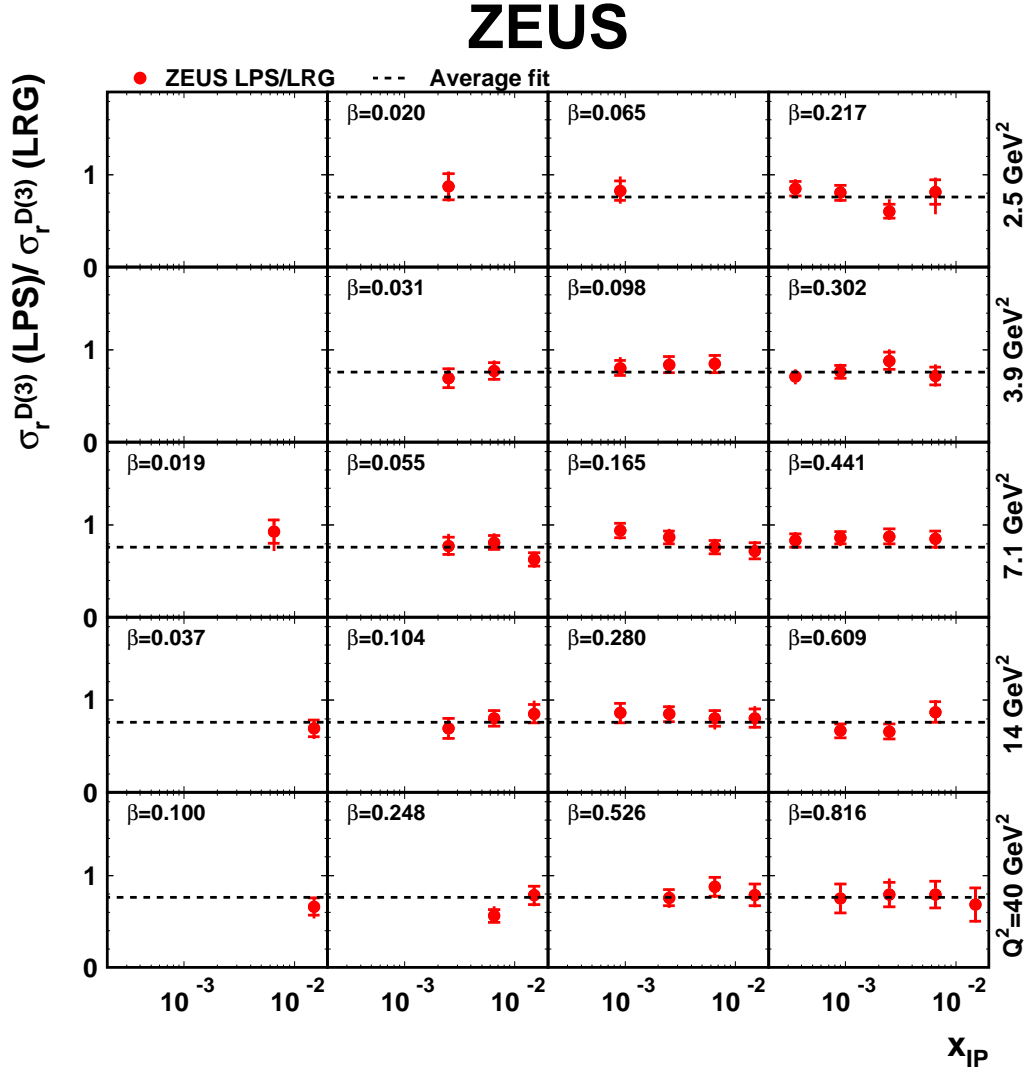 ZEUS
ZEUS LPS/LRG Average fit
σr D(3) (LPS)/ σr D(3) (LRG)
β=0.020 β=0.065 β=0.217
1
0
2.5 GeV2
β=0.031 β=0.098 β=0.302
1
0
3.9 GeV2
β=0.019 β=0.055 β=0.165 β=0.441
1
0
7.1 GeV2
β=0.037 β=0.104 β=0.280 β=0.609
1
0
14 GeV2
β=0.100 β=0.248 β=0.526 β=0.816
1
0
Q2=40 GeV2
10 -3 10 -2 10 -3 10 -2 10 -3 10 -2 10 -3 10 -2
xIP